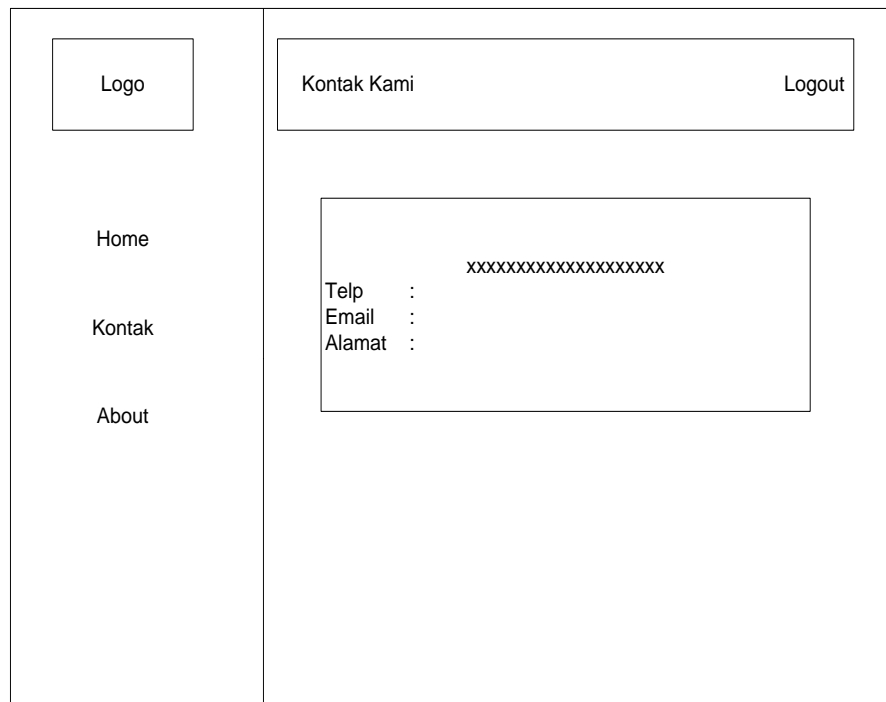 Logo
Kontak Kami
Logout
Home
Kontak
About
xxxxxxxxxxxxxxxxxxxx
Telp :
Email :
Alamat :